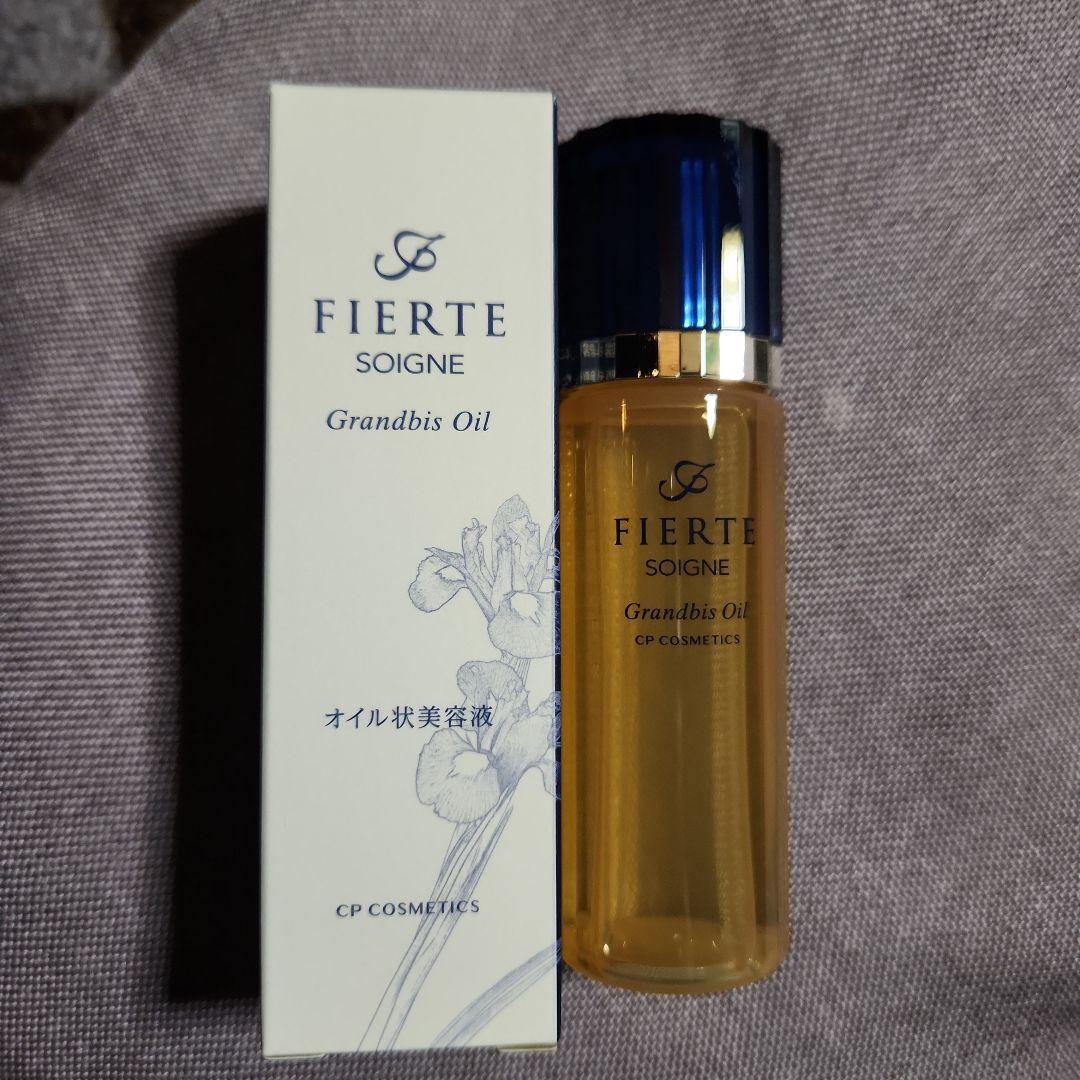 FIERTE
SOIGNE
Grandbis Oil
オイル状美容液
CP COSMETICS
FIERTE
SOIGNE
Grandbis Oil
CP COSMETICS